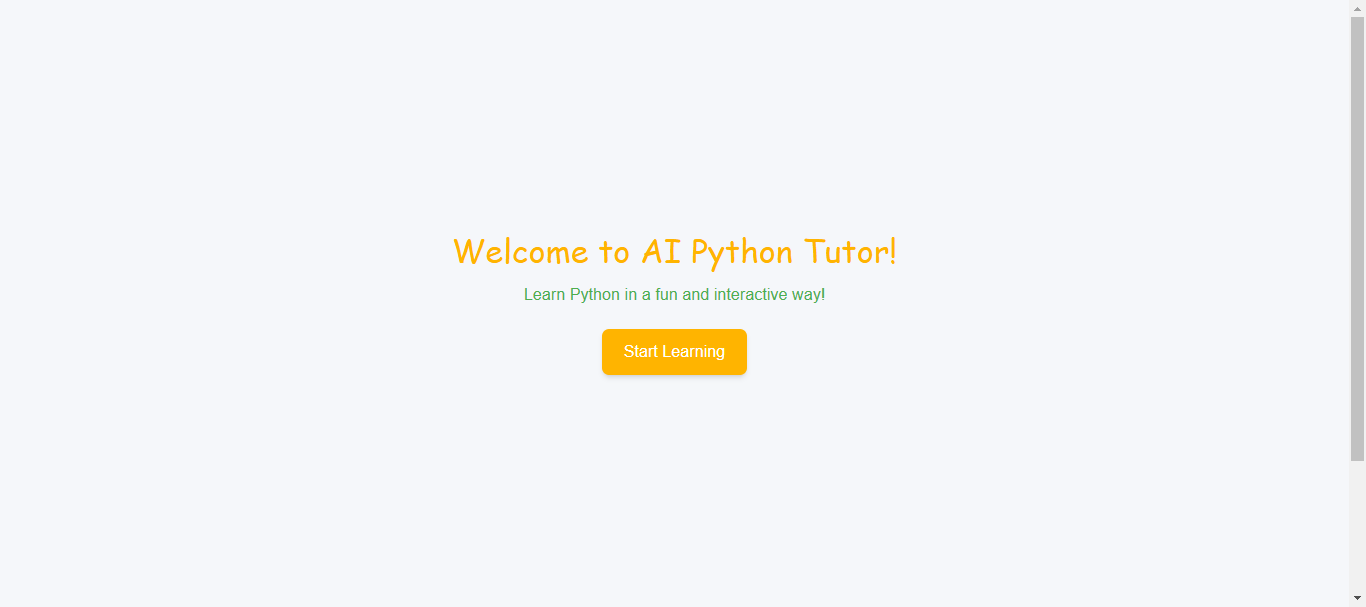 Welcome to AI Python Tutor!
Learn Python in a fun and interactive way!
Start Learning